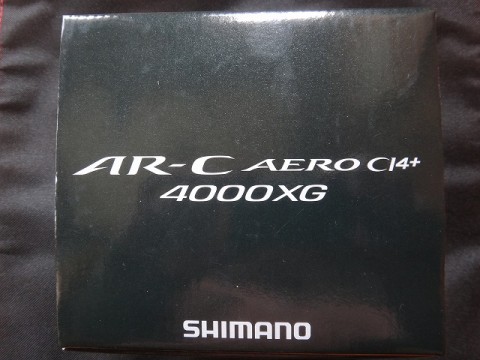 AR-C AERO CI4+
4000XG
SHIMANO